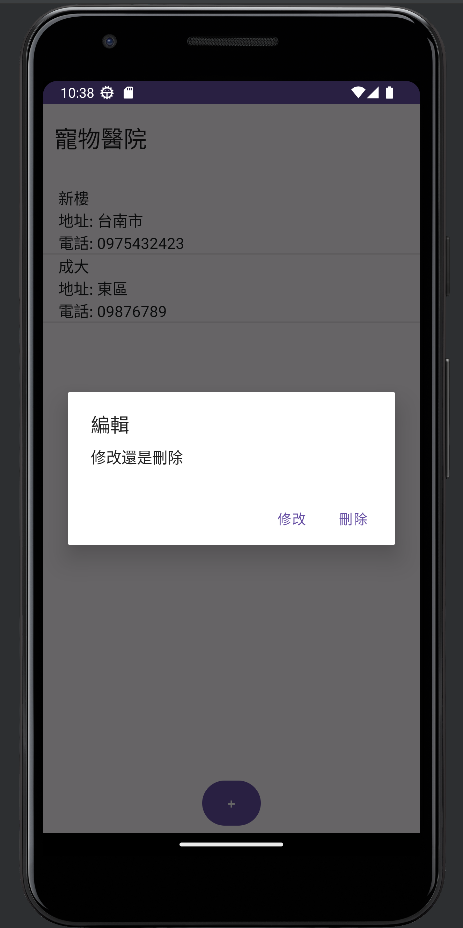 10:38
寵物醫院
新樓
地址: 台南市
電話: 0975432423
成大
地址: 東區
電話: 09876789
編輯
修改還是刪除
修改 刪除
+